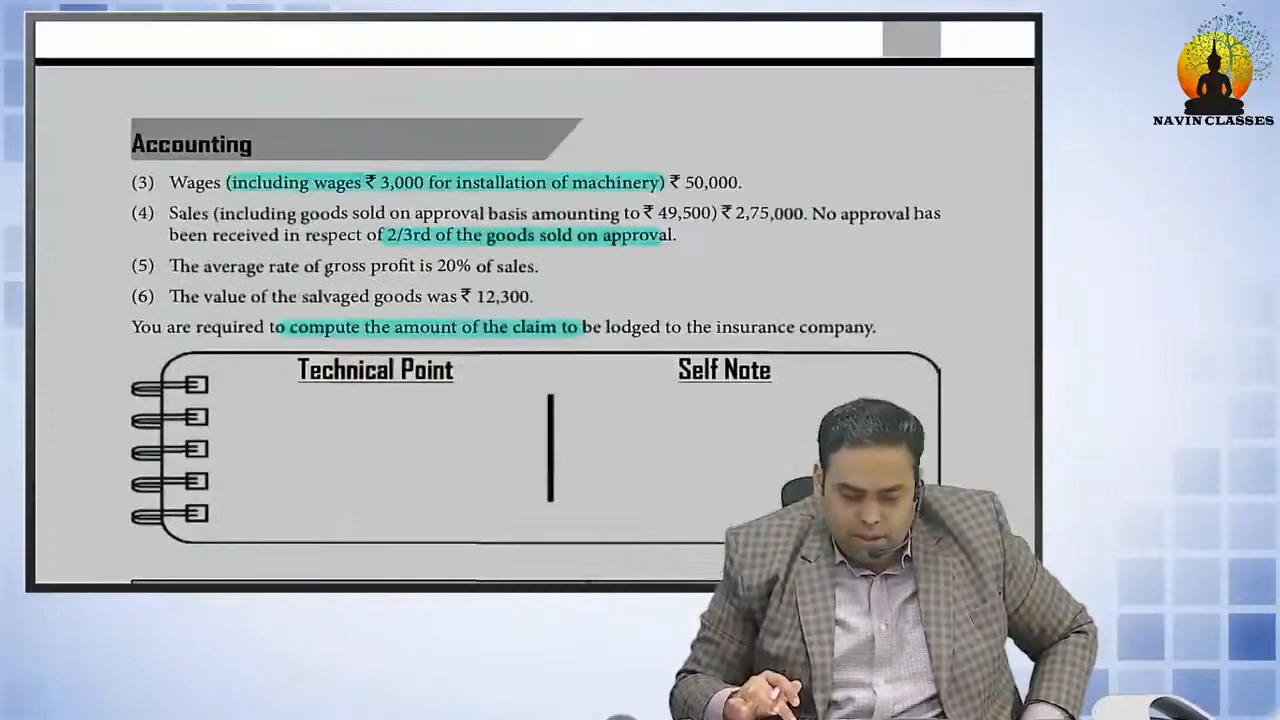 NAVIN CLASSES
Accounting
(3) Wages (including wages ₹ 3,000 for installation of machinery) ₹ 50,000.
(4) Sales (including goods sold on approval basis amounting to ₹ 49,500) ₹ 2,75,000. No approval has
been received in respect of 2/3rd of the goods sold on approval.
(5) The average rate of gross profit is 20% of sales.
(6) The value of the salvaged goods was ₹ 12,300.
You are required to compute the amount of the claim to be lodged to the insurance company.
Technical Point
Self Note